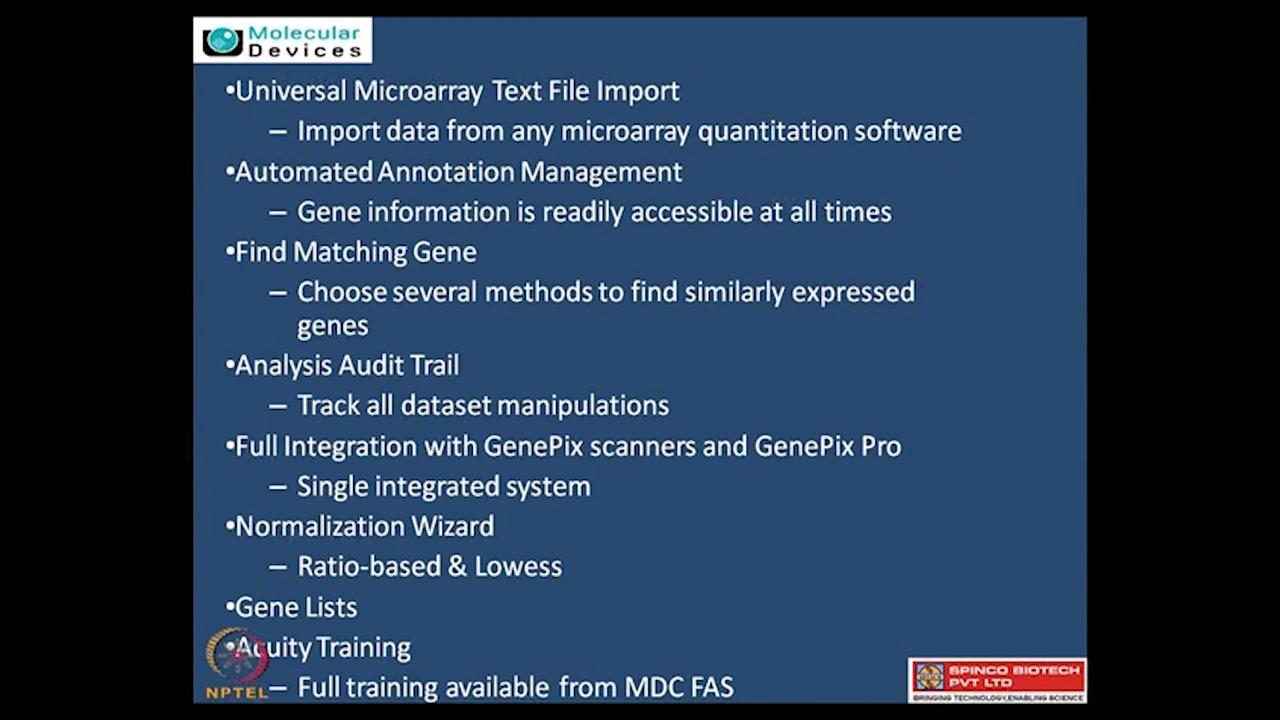 Molecular
Devices
•Universal Microarray Text File Import
– Import data from any microarray quantitation software
•Automated Annotation Management
– Gene information is readily accessible at all times
•Find Matching Gene
– Choose several methods to find similarly expressed
genes
•Analysis Audit Trail
– Track all dataset manipulations
•Full Integration with GenePix scanners and GenePix Pro
– Single integrated system
•Normalization Wizard
– Ratio-based & Lowess
•Gene Lists
•Acuity Training
– Full training available from MDC FAS
NPTEL
SPINCO BIOTECH
PVT LTD
BRINGING TECHNOLOGY,ENABLING SCIENCE